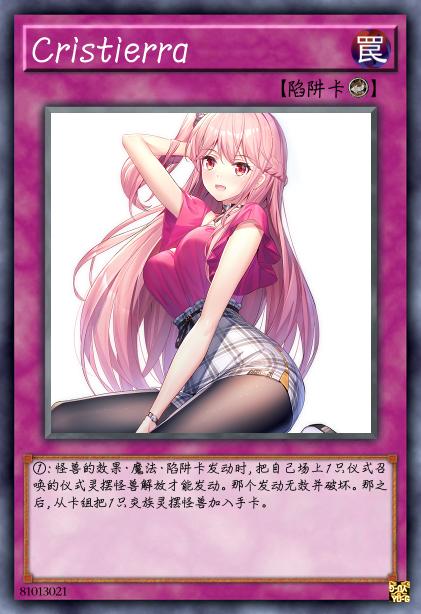 Cristierra
罠
【陷阱卡】
①:怪兽的效果·魔法·陷阱卡发动时,把自己场上1只仪式召
唤的仪式灵摆怪兽解放才能发动。那个发动无效并破坏。那之
后,从卡组把1只炎族灵摆怪兽加入手卡。
81013021